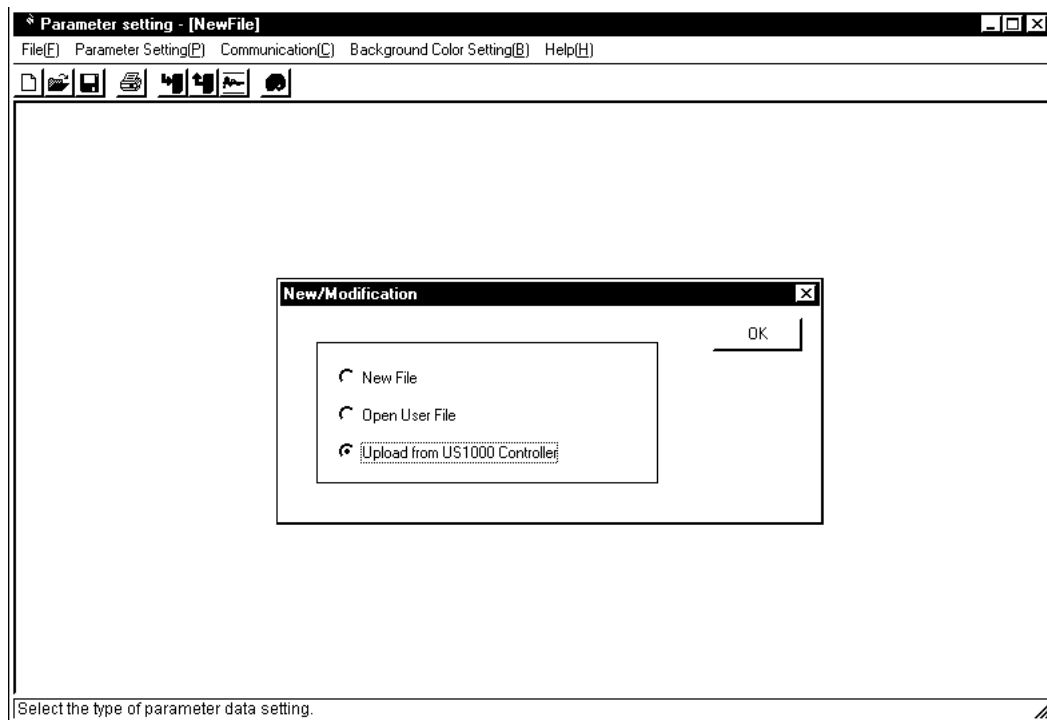 Parameter setting - [NewFile]
File(F) Parameter Setting(P) Communication(C) Background Color Setting(B) Help(H)
New/Modification
OK
New File
Open User File
Upload from US1000 Controller
Select the type of parameter data setting.